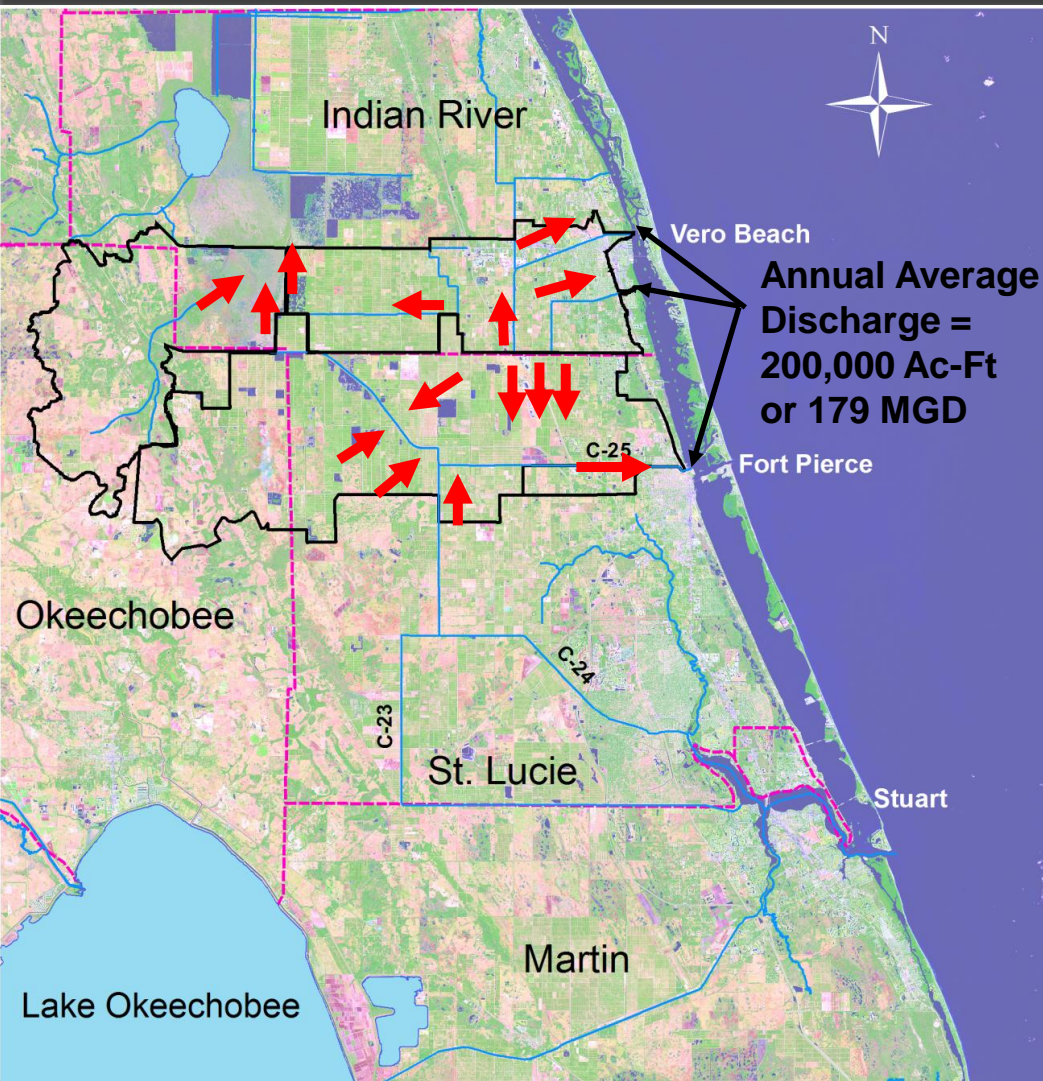 N
Indian River
Vero Beach
Annual Average
Discharge =
200,000 Ac-Ft
or 179 MGD
C-25
Fort Pierce
Okeechobee
C-24
C-23
St. Lucie
Stuart
Martin
Lake Okeechobee